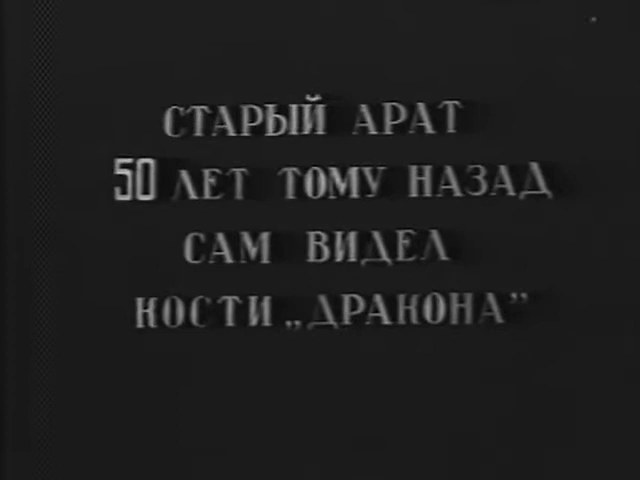 СТАРЫЙ АРАТ
50 ЛЕТ ТОМУ НАЗАД
САМ ВИДЕЛ
КОСТИ „ДРАКОНА”